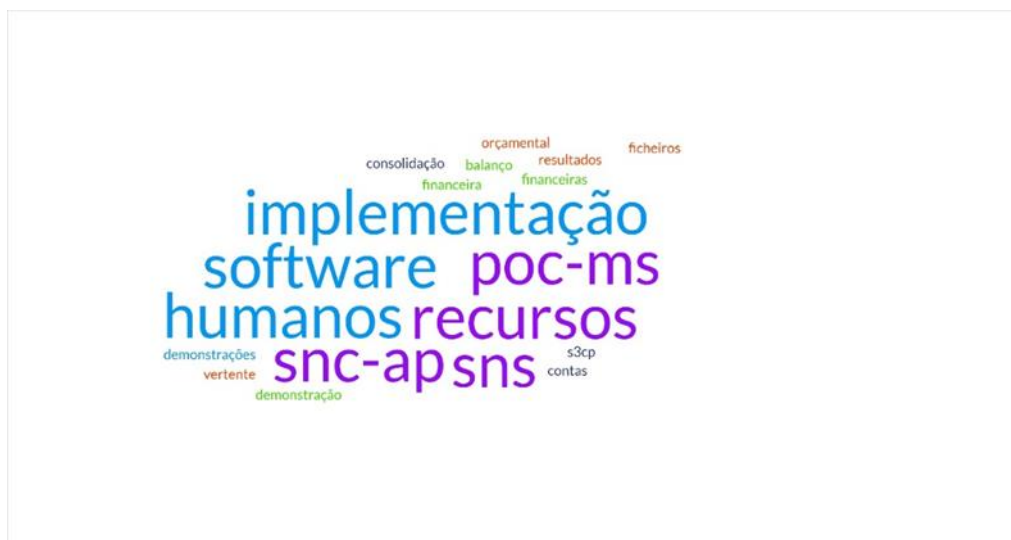 orçamental
ficheiros
consolidação balanço resultados
financeira financeiras
implementação
software poc-ms
humanos recursos
demonstrações snc-ap sns s3cp
vertente contas
demonstração